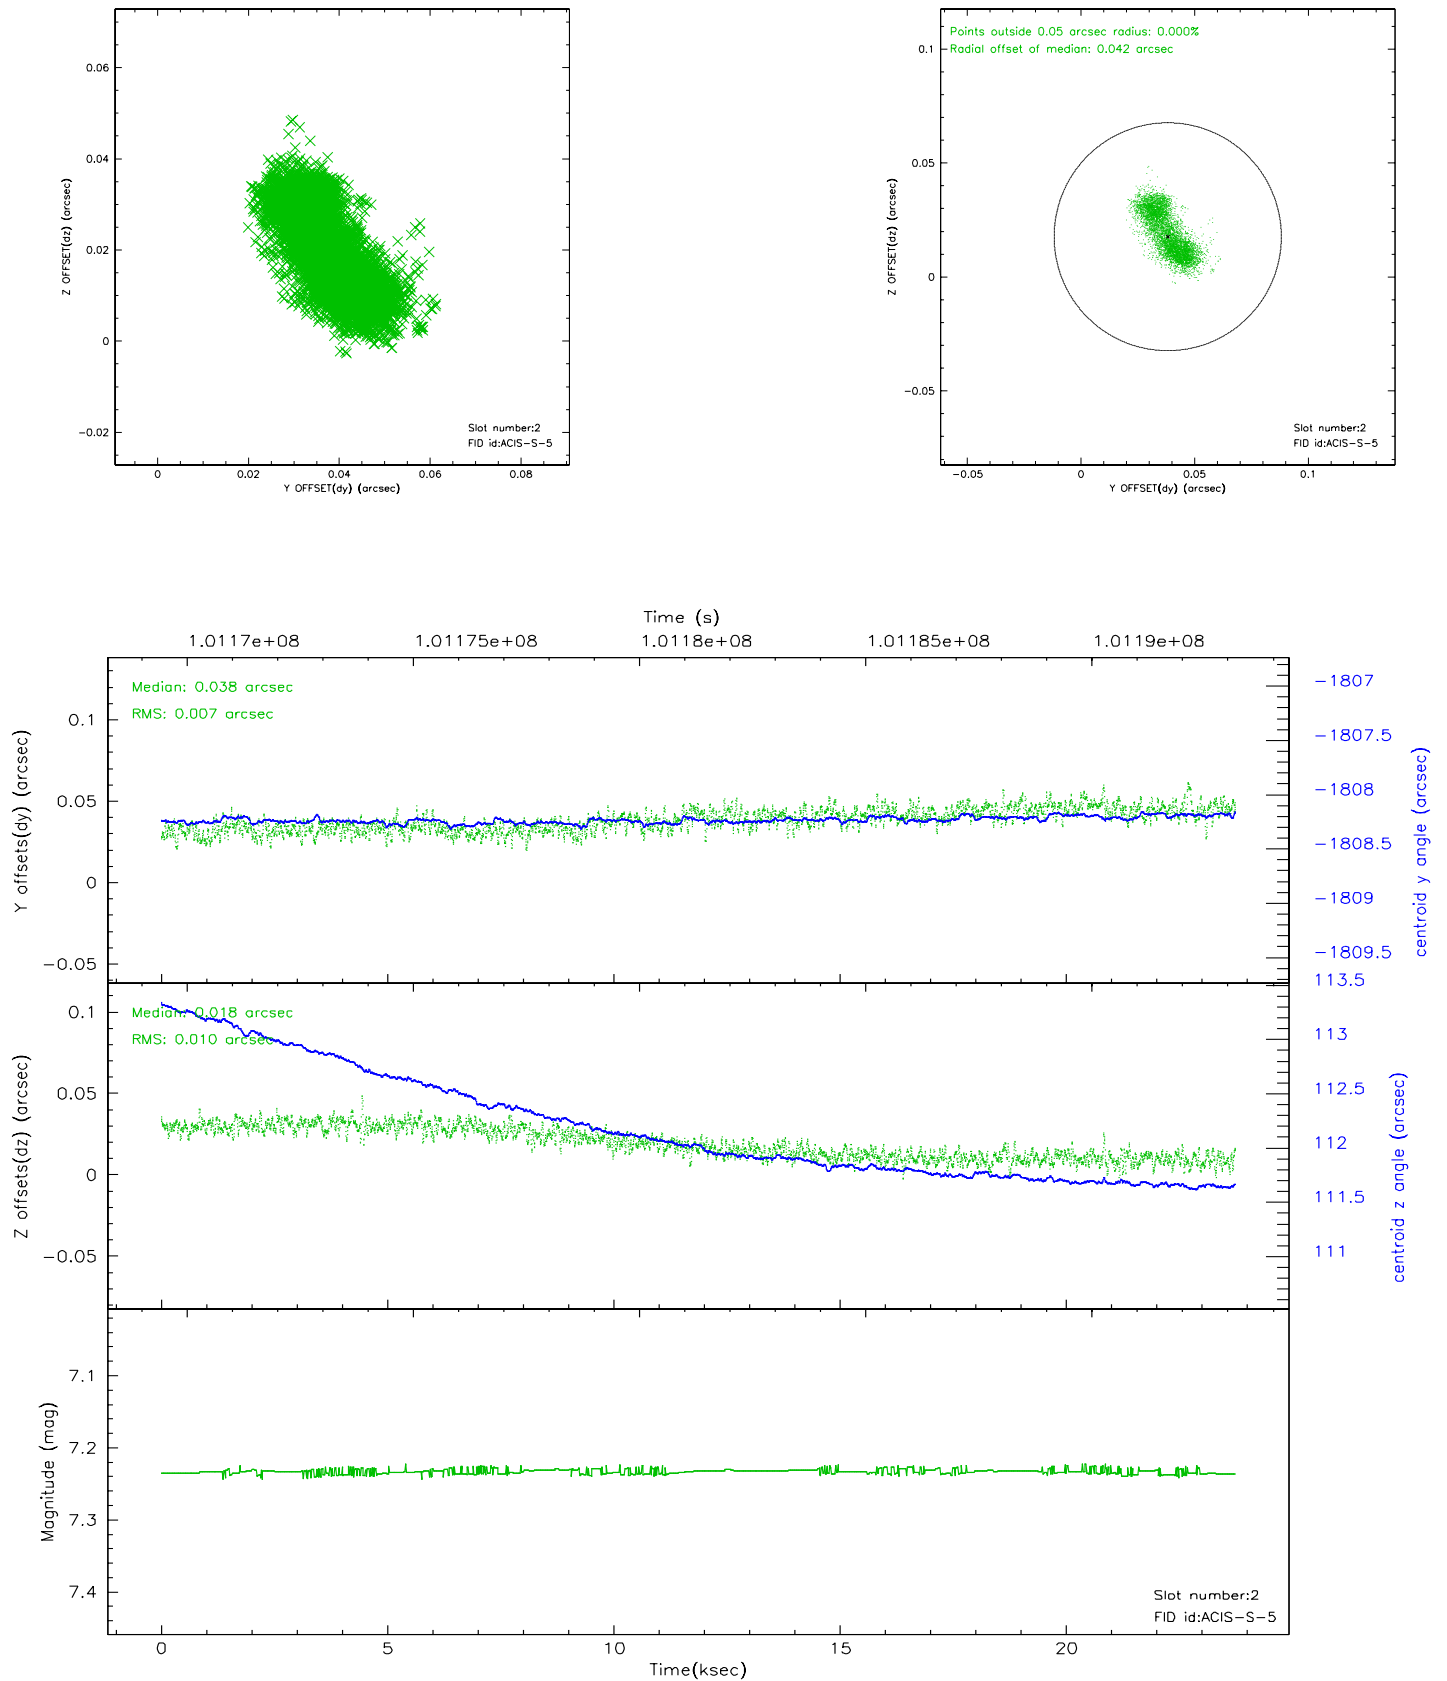 0.06
0.04
0.02
0
-0.02
Z OFFSET(dz) (arcsec)
0
0.02
0.04
0.06
0.08
Y OFFSET(dy) (arcsec)
Slot number:2
FID id:ACIS-S-5
Points outside 0.05 arcsec radius: 0.000%
Radial offset of median: 0.042 arcsec
0.1
0.05
0
-0.05
Z OFFSET(dz) (arcsec)
-0.05
0
0.05
0.1
Y OFFSET(dy) (arcsec)
Slot number:2
FID id:ACIS-S-5
Time (s)
1.0117e+08
1.01175e+08
1.0118e+08
1.01185e+08
1.0119e+08
Median: 0.038 arcsec
RMS: 0.007 arcsec
0.1
0.05
0
-0.05
Y offsets(dy) (arcsec)
-1807
-1807.5
-1808
-1808.5
-1809
-1809.5
centroid y angle (arcsec)
Median: 0.018 arcsec
RMS: 0.010 arcsec
0.1
0.05
0
-0.05
Z offsets(dz) (arcsec)
113.5
113
112.5
112
111.5
111
centroid z angle (arcsec)
7.1
7.2
7.3
7.4
Magnitude (mag)
Slot number:2
FID id:ACIS-S-5
0
5
10
15
20
Time(ksec)